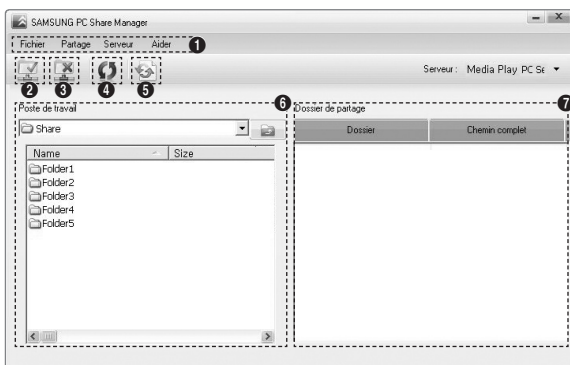 SAMSUNG PC Share Manager
Fichier Partage Serveur Aider 1
2 3 4 5
Serveur : Media Play PC Se
6 7
Poste de travail
Dossier de partage
Share
Dossier Chemin complet
Name Size
Folder1
Folder2
Folder3
Folder4
Folder5